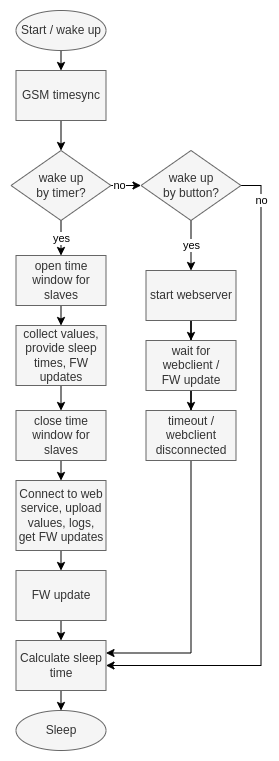 Start / wake up
GSM timesync
wake up
by timer?
no
wake up
by button?
no
yes
yes
open time
window for
slaves
start webserver
collect values,
provide sleep
times, FW
updates
wait for
webclient /
FW update
close time
window for
slaves
timeout /
webclient
disconnected
Connect to web
service, upload
values, logs,
get FW updates
FW update
Calculate sleep
time
Sleep